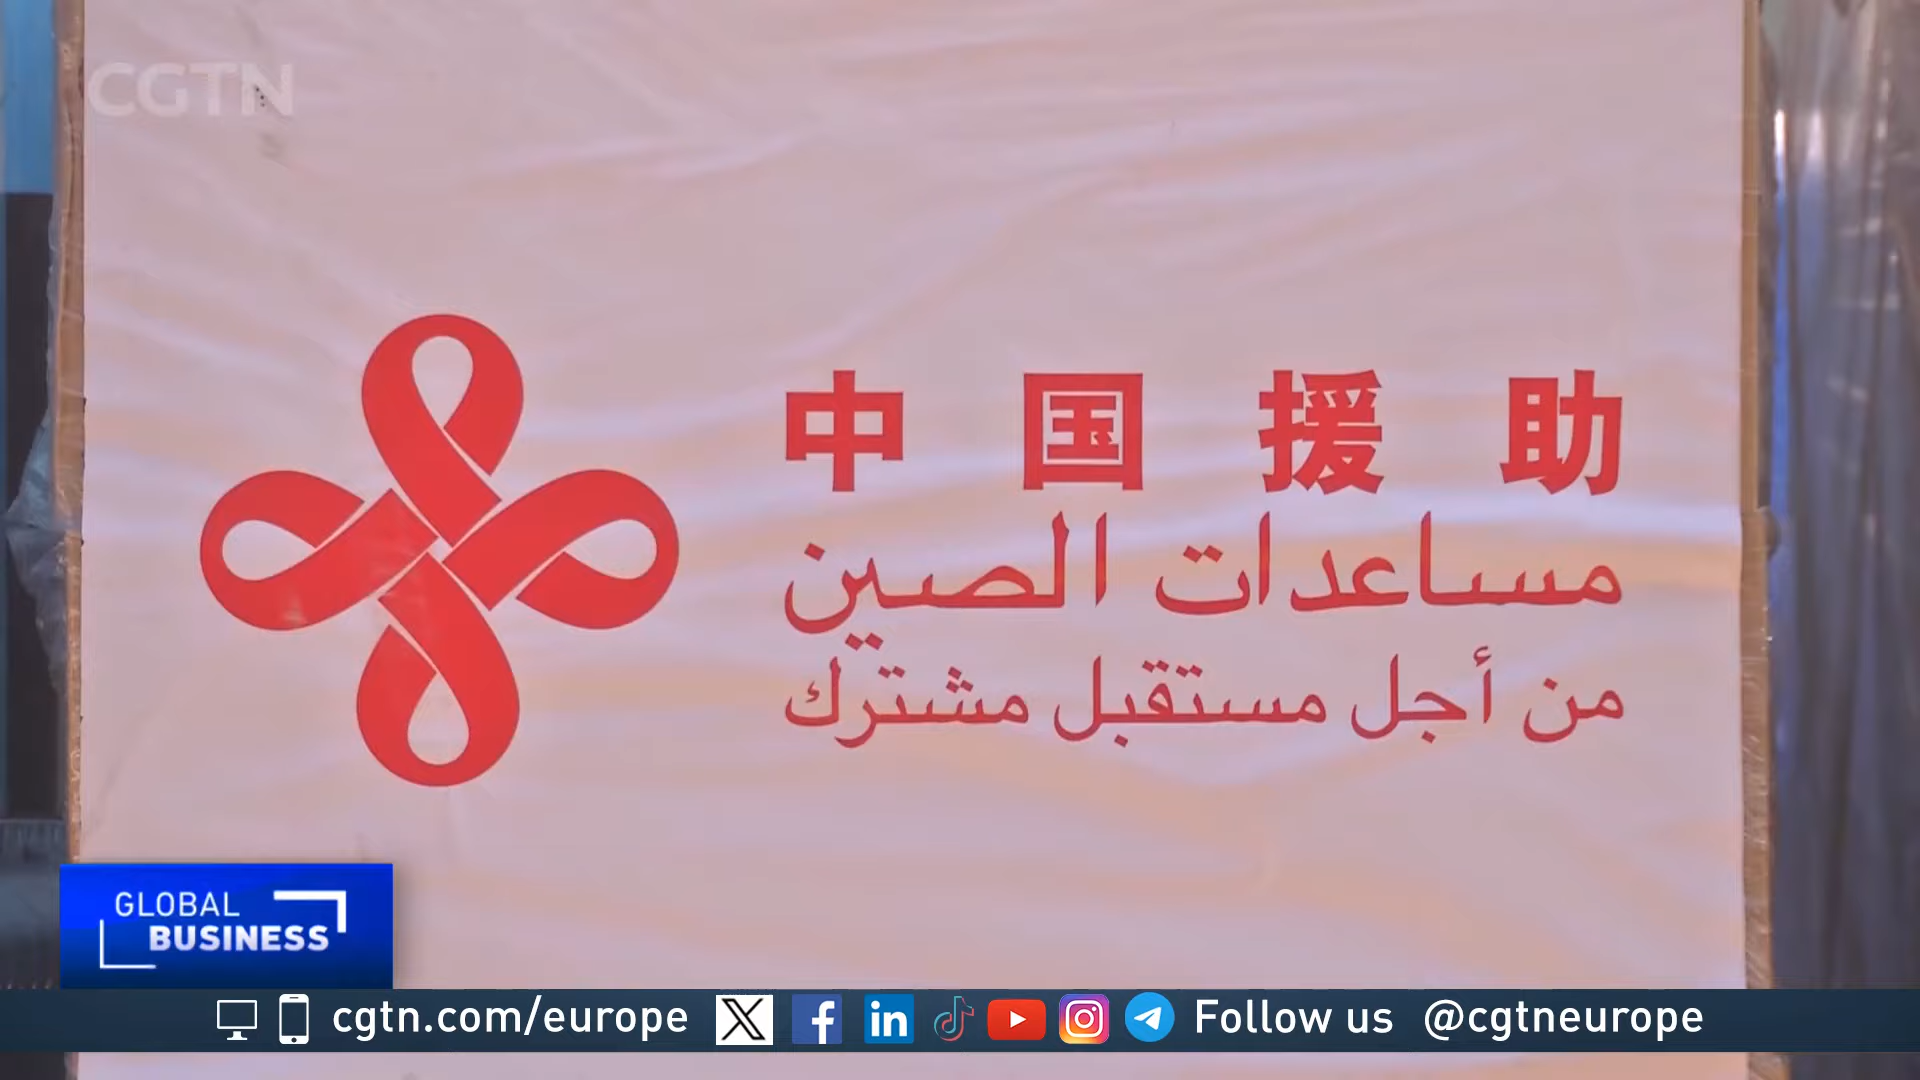 CGTN
中国援助
مساعدات الصين
من أجل مستقبل مشترك
GLOBAL
BUSINESS
cgtn.com/europe Follow us @cgtneurope